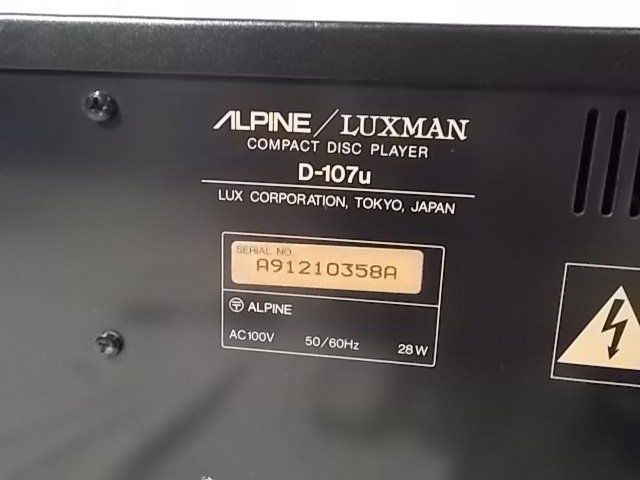 ALPINE/LUXMAN
COMPACT DISC PLAYER
D-107u
LUX CORPORATION, TOKYO, JAPAN
SERIAL NO.
A91210358A
〒 ALPINE
AC100V 50/60Hz 28W